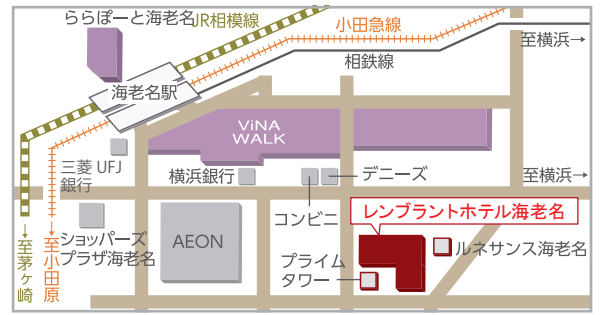 ららぽーと海老名
JR相模線
小田急線
至横浜→
相鉄線
海老名駅
ViNA
WALK
三菱UFJ
銀行
横浜銀行
デニーズ
至横浜→
コンビニ
レンブラントホテル海老名
ショッパーズ
プラザ海老名
AEON
プライム
タワー
ルネサンス海老名
→至茅ヶ崎
→至小田原